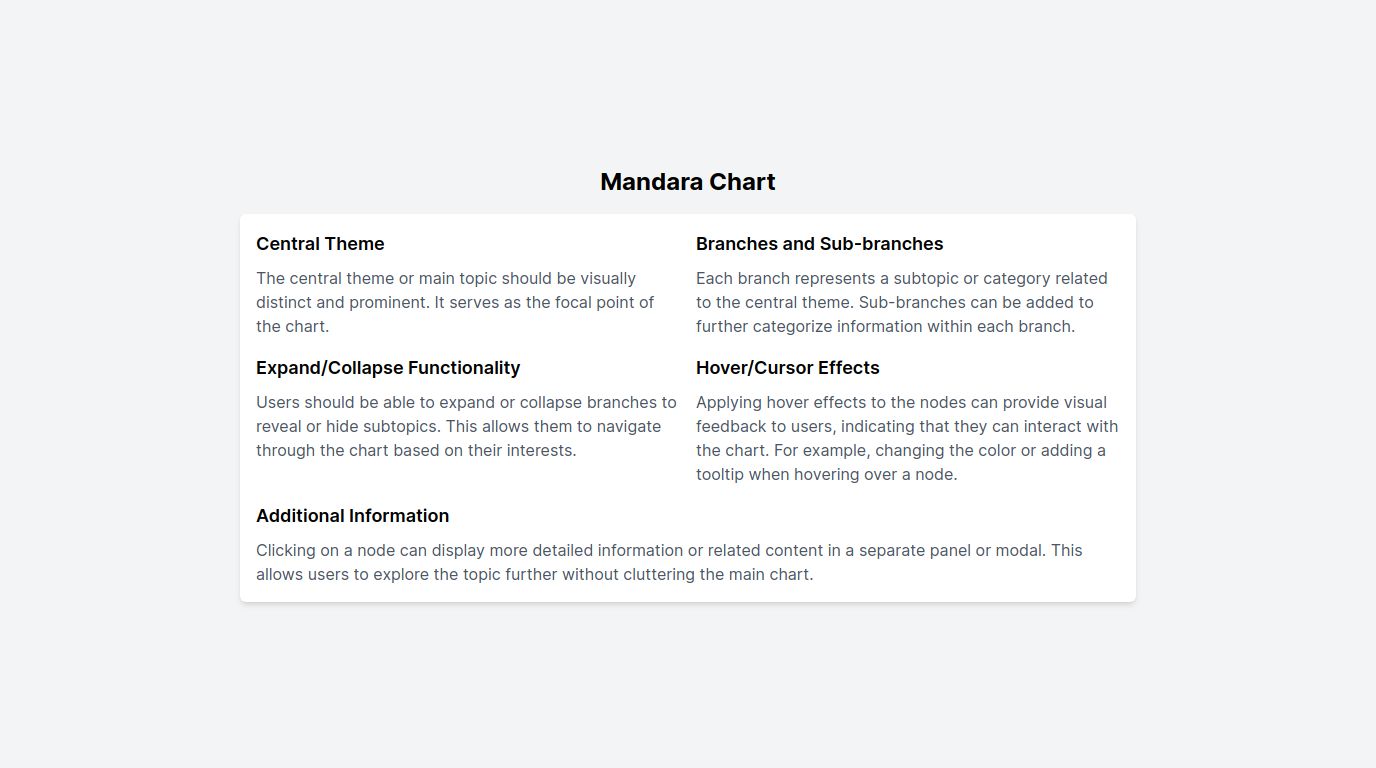 Mandara Chart
Central Theme
The central theme or main topic should be visually
distinct and prominent. It serves as the focal point of
the chart.
Branches and Sub-branches
Each branch represents a subtopic or category related
to the central theme. Sub-branches can be added to
further categorize information within each branch.
Expand/Collapse Functionality
Users should be able to expand or collapse branches to
reveal or hide subtopics. This allows them to navigate
through the chart based on their interests.
Hover/Cursor Effects
Applying hover effects to the nodes can provide visual
feedback to users, indicating that they can interact with
the chart. For example, changing the color or adding a
tooltip when hovering over a node.
Additional Information
Clicking on a node can display more detailed information or related content in a separate panel or modal. This
allows users to explore the topic further without cluttering the main chart.